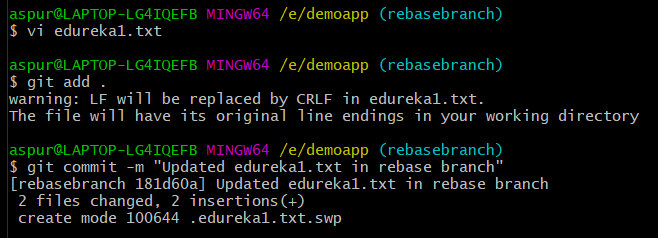 aspur@LAPTOP-LG4IQEFB MINGW64 /e/demoapp (rebasebranch)
$ vi edureka1.txt
aspur@LAPTOP-LG4IQEFB MINGW64 /e/demoapp (rebasebranch)
$ git add .
warning: LF will be replaced by CRLF in edureka1.txt.
The file will have its original line endings in your working directory
aspur@LAPTOP-LG4IQEFB MINGW64 /e/demoapp (rebasebranch)
$ git commit -m "Updated edureka1.txt in rebase branch"
[rebasebranch 181d60a] Updated edureka1.txt in rebase branch
 2 files changed, 2 insertions(+)
 create mode 100644 .edureka1.txt.swp